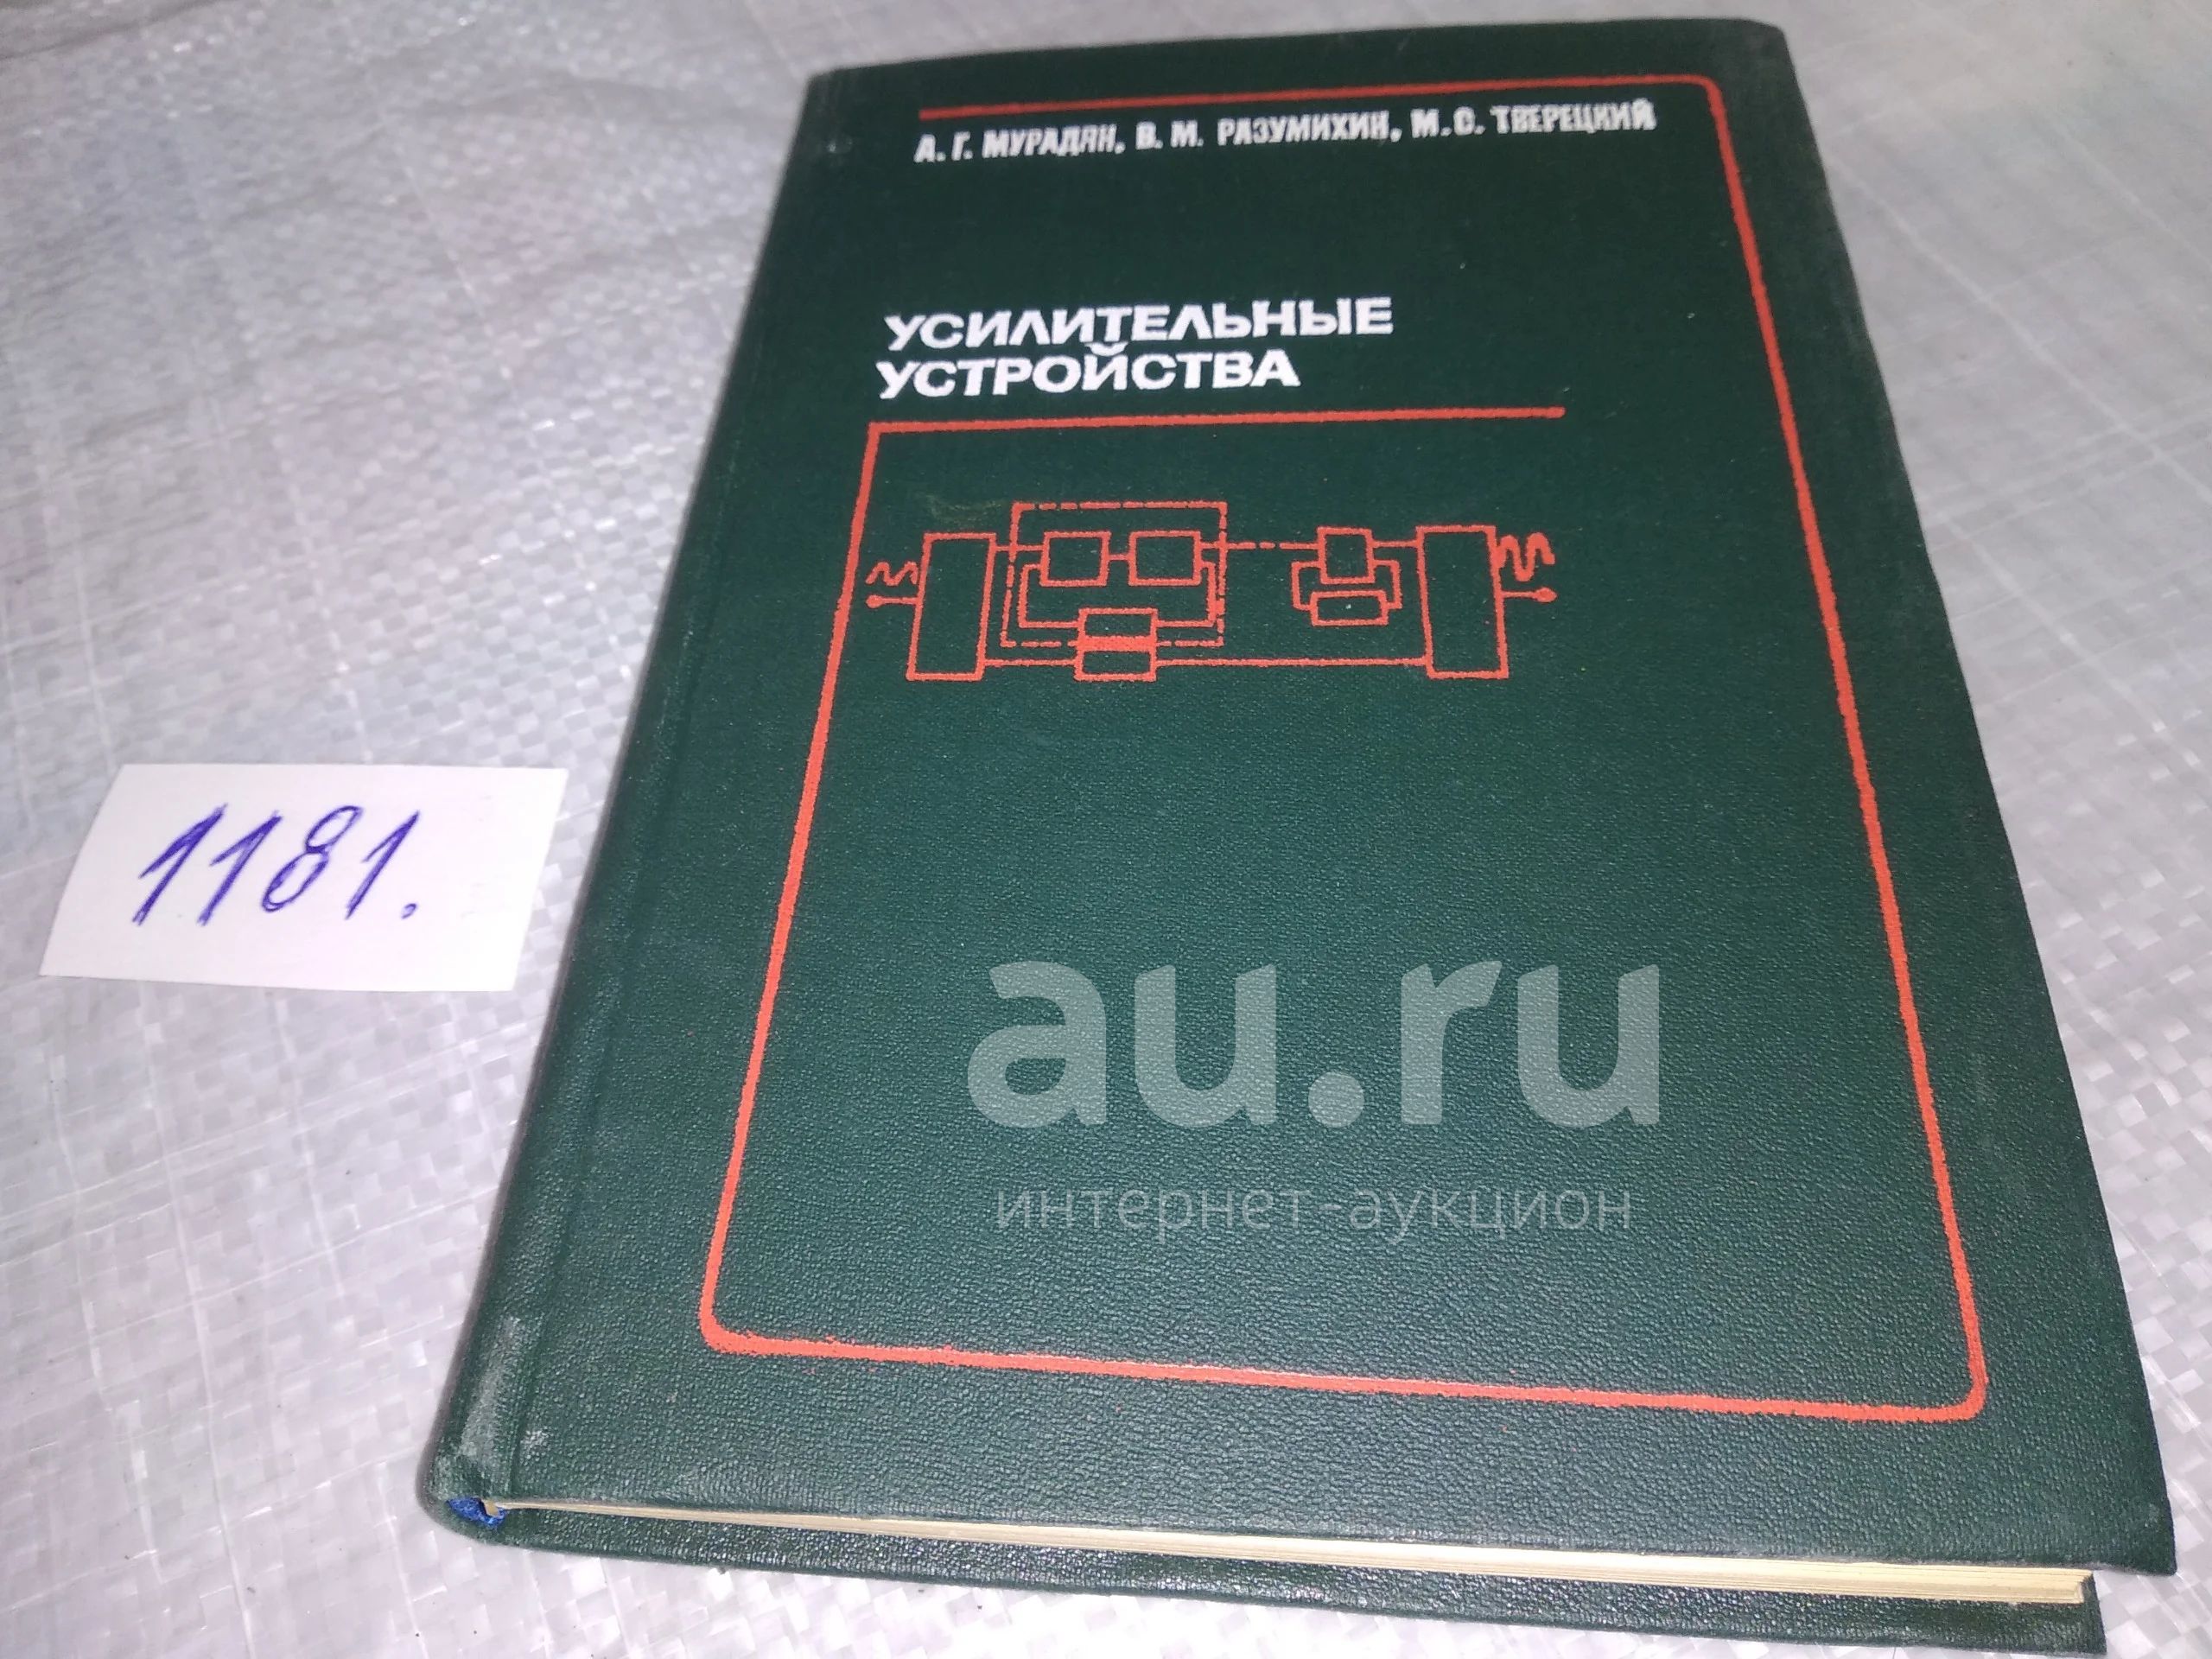 А. Г. МУРАДЯН, В. М. РАЗУМИХИН, М. С. ТВЕРЕЦКИЙ
УСИЛИТЕЛЬНЫЕ
УСТРОЙСТВА
1181.
au.ru
интернет-аукцион